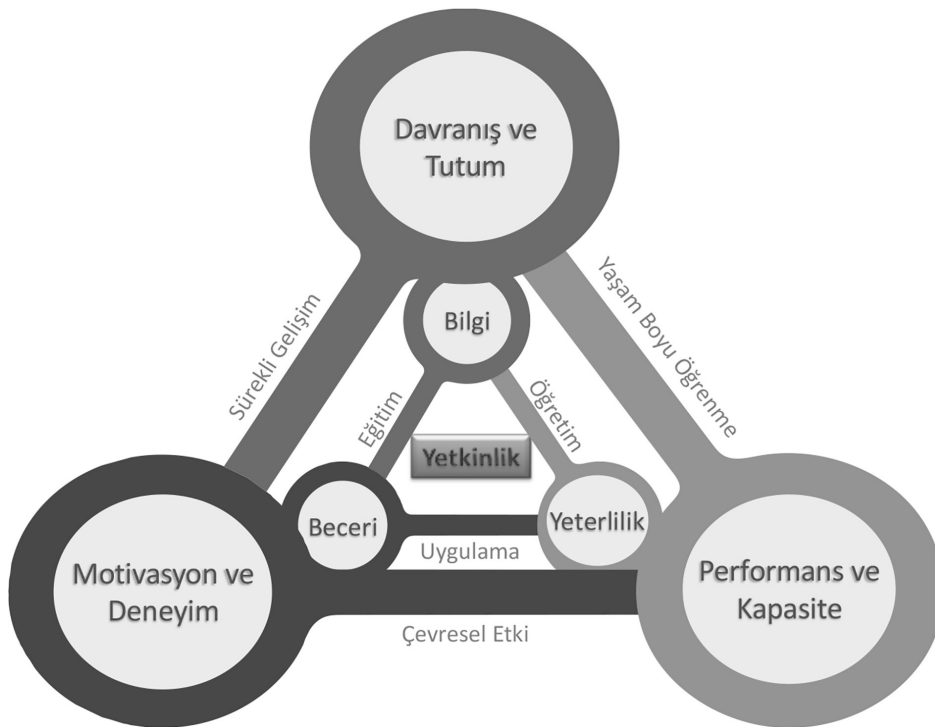 Davranış ve
Tutum
Sürekli Gelişim
Yaşam Boyu Öğrenme
Bilgi
Eğitim
Öğretim
Yetkinlik
Beceri
Yeterlilik
Uygulama
Motivasyon ve
Deneyim
Performans ve
Kapasite
Çevresel Etki